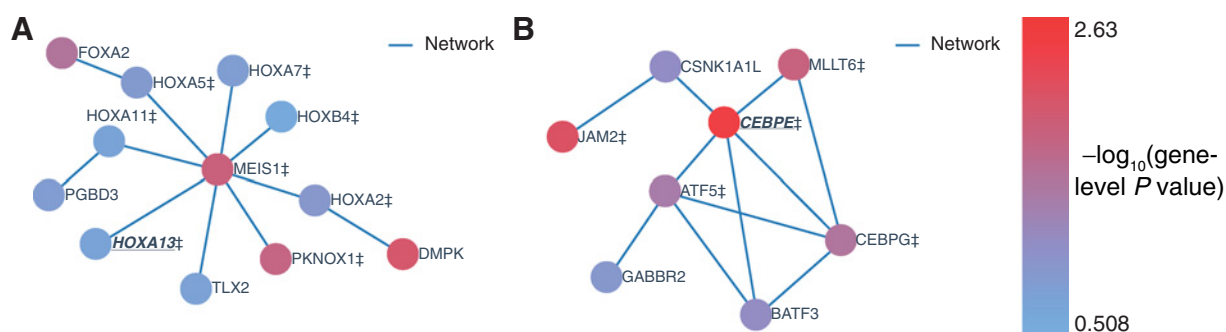 A
Network
FOXA2
HOXA5‡
HOXA7‡
HOXA11‡
HOXB4‡
MEIS1‡
PGBD3
HOXA2‡
HOXA13‡
PKNOX1‡
DMPK
TLX2
B
Network
CSNK1A1L
MLLT6‡
CEBPE‡
JAM2‡
ATF5‡
CEBPG‡
GABBR2
BATF3
2.63
–log10(gene-
level P value)
0.508